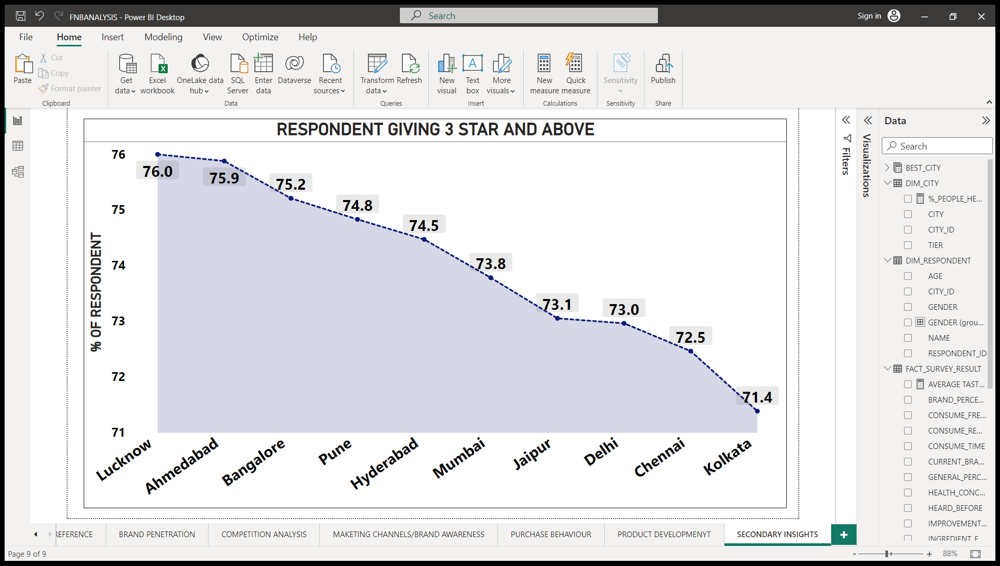 FNBANALYSIS - Power BI Desktop
Search
Sign in
File Home Insert Modeling View Optimize Help
Paste
Cut
Copy
Format painter
Clipboard
Get data
Excel workbook
OneLake data hub
SQL Server
Enter data
Dataverse
Recent sources
Data
Transform data
Refresh
Queries
New visual
Text box
More visuals
Insert
New measure
Quick measure
Calculations
Sensitivity
Sensitivity
Publish
Share
RESPONDENT GIVING 3 STAR AND ABOVE
% OF RESPONDENT
76
75
74
73
72
71
76.0
75.9
75.2
74.8
74.5
73.8
73.1
73.0
72.5
71.4
Lucknow
Ahmedabad
Bangalore
Pune
Hyderabad
Mumbai
Jaipur
Delhi
Chennai
Kolkata
Filters
Visualizations
Data
Search
BEST_CITY
DIM_CITY
%_PEOPLE_HE...
CITY
CITY_ID
TIER
DIM_RESPONDENT
AGE
CITY_ID
GENDER
GENDER (grou...
NAME
RESPONDENT_ID
FACT_SURVEY_RESULT
AVERAGE TAST...
BRAND_PERCE...
CONSUME_FRE...
CONSUME_RE...
CONSUME_TIME
CURRENT_BRA...
GENERAL_PERC...
HEALTH_CONC...
HEARD_BEFORE
IMPROVEMENT...
REFERENCE
BRAND PENETRATION
COMPETITION ANALYSIS
MAKETING CHANNELS/BRAND AWARENESS
PURCHASE BEHAVIOUR
PRODUCT DEVELOPMENYT
SECONDARY INSIGHTS
+
Page 9 of 9
- + 88%